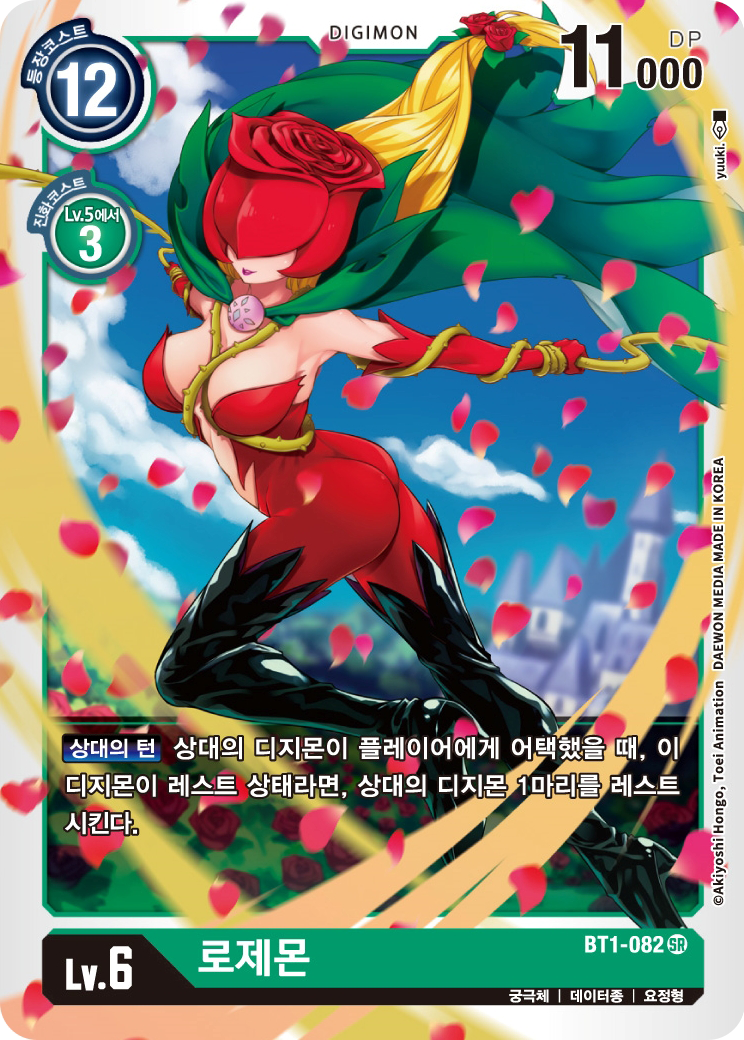 DIGIMON
등장코스트
12
11000 DP
진화코스트
Lv.5에서
3
yuuki.
©Akiyoshi Hongo, Toei Animation DAEWON MEDIA MADE IN KOREA
상대의 턴 상대의 디지몬이 플레이어에게 어택했을 때, 이
디지몬이 레스트 상태라면, 상대의 디지몬 1마리를 레스트
시킨다.
BT1-082 SR
Lv.6
로제몬
궁극체 | 데이터종 | 요정형